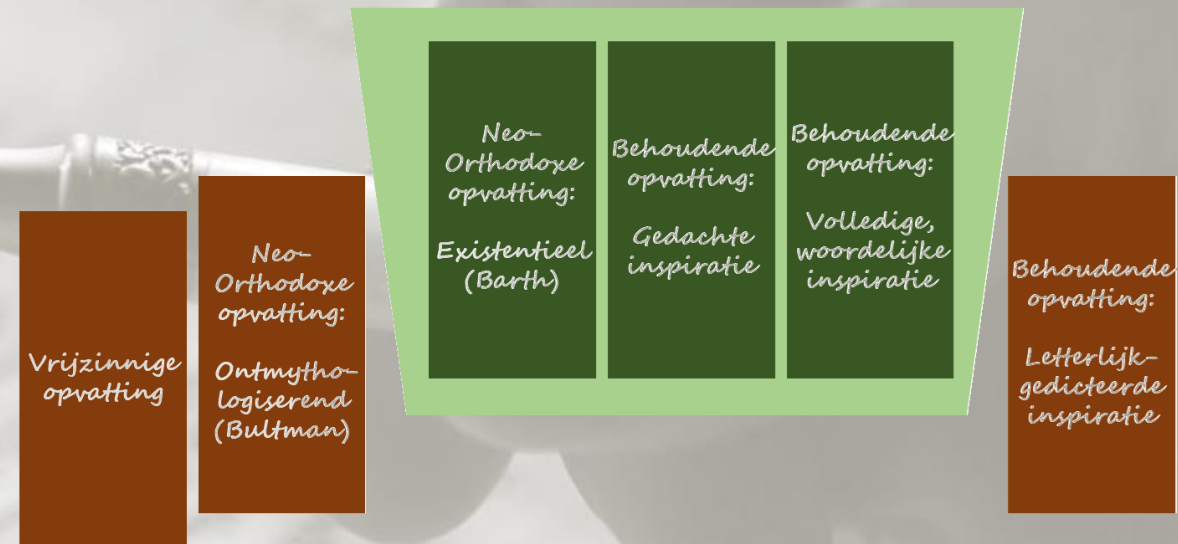 Vrijzinnige
opvatting
Neo-
Orthodoxe
opvatting:
Ontmytho-
logiserend
(Bultman)
Neo-
Orthodoxe
opvatting:
Existentieel
(Barth)
Behoudende
opvatting:
Gedachte
inspiratie
Behoudende
opvatting:
Volledige,
woordelijke
inspiratie
Behoudende
opvatting:
Letterlijk-
gedicteerde
inspiratie